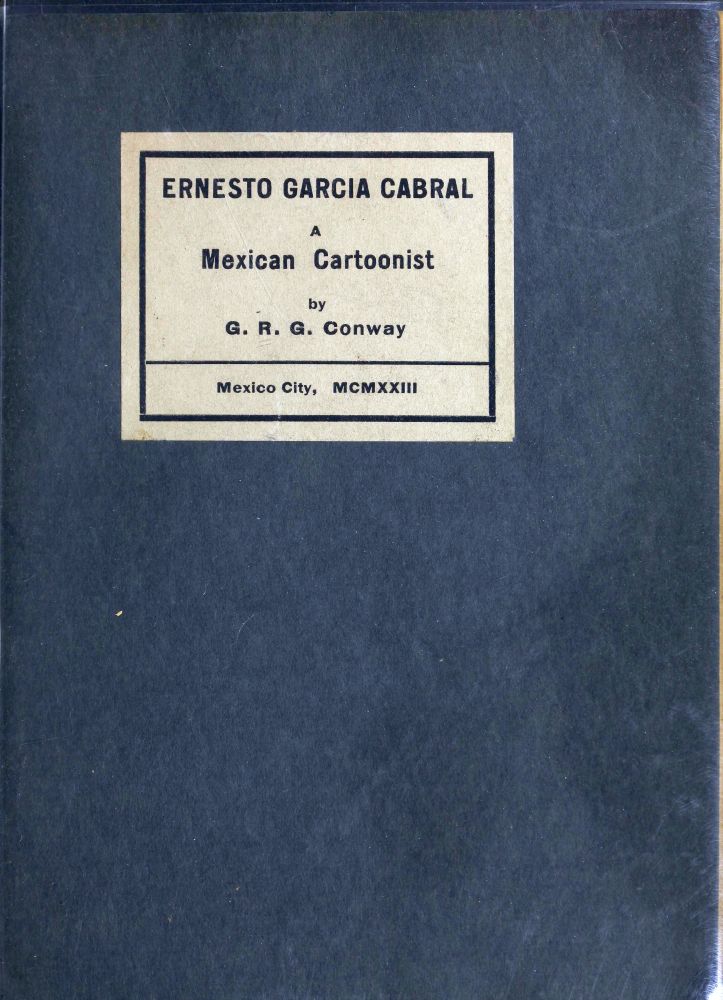 ERNESTO GARCIA CABRAL
A
Mexican Cartoonist
by
G. R. G. Conway
Mexico City, MCMXXIII